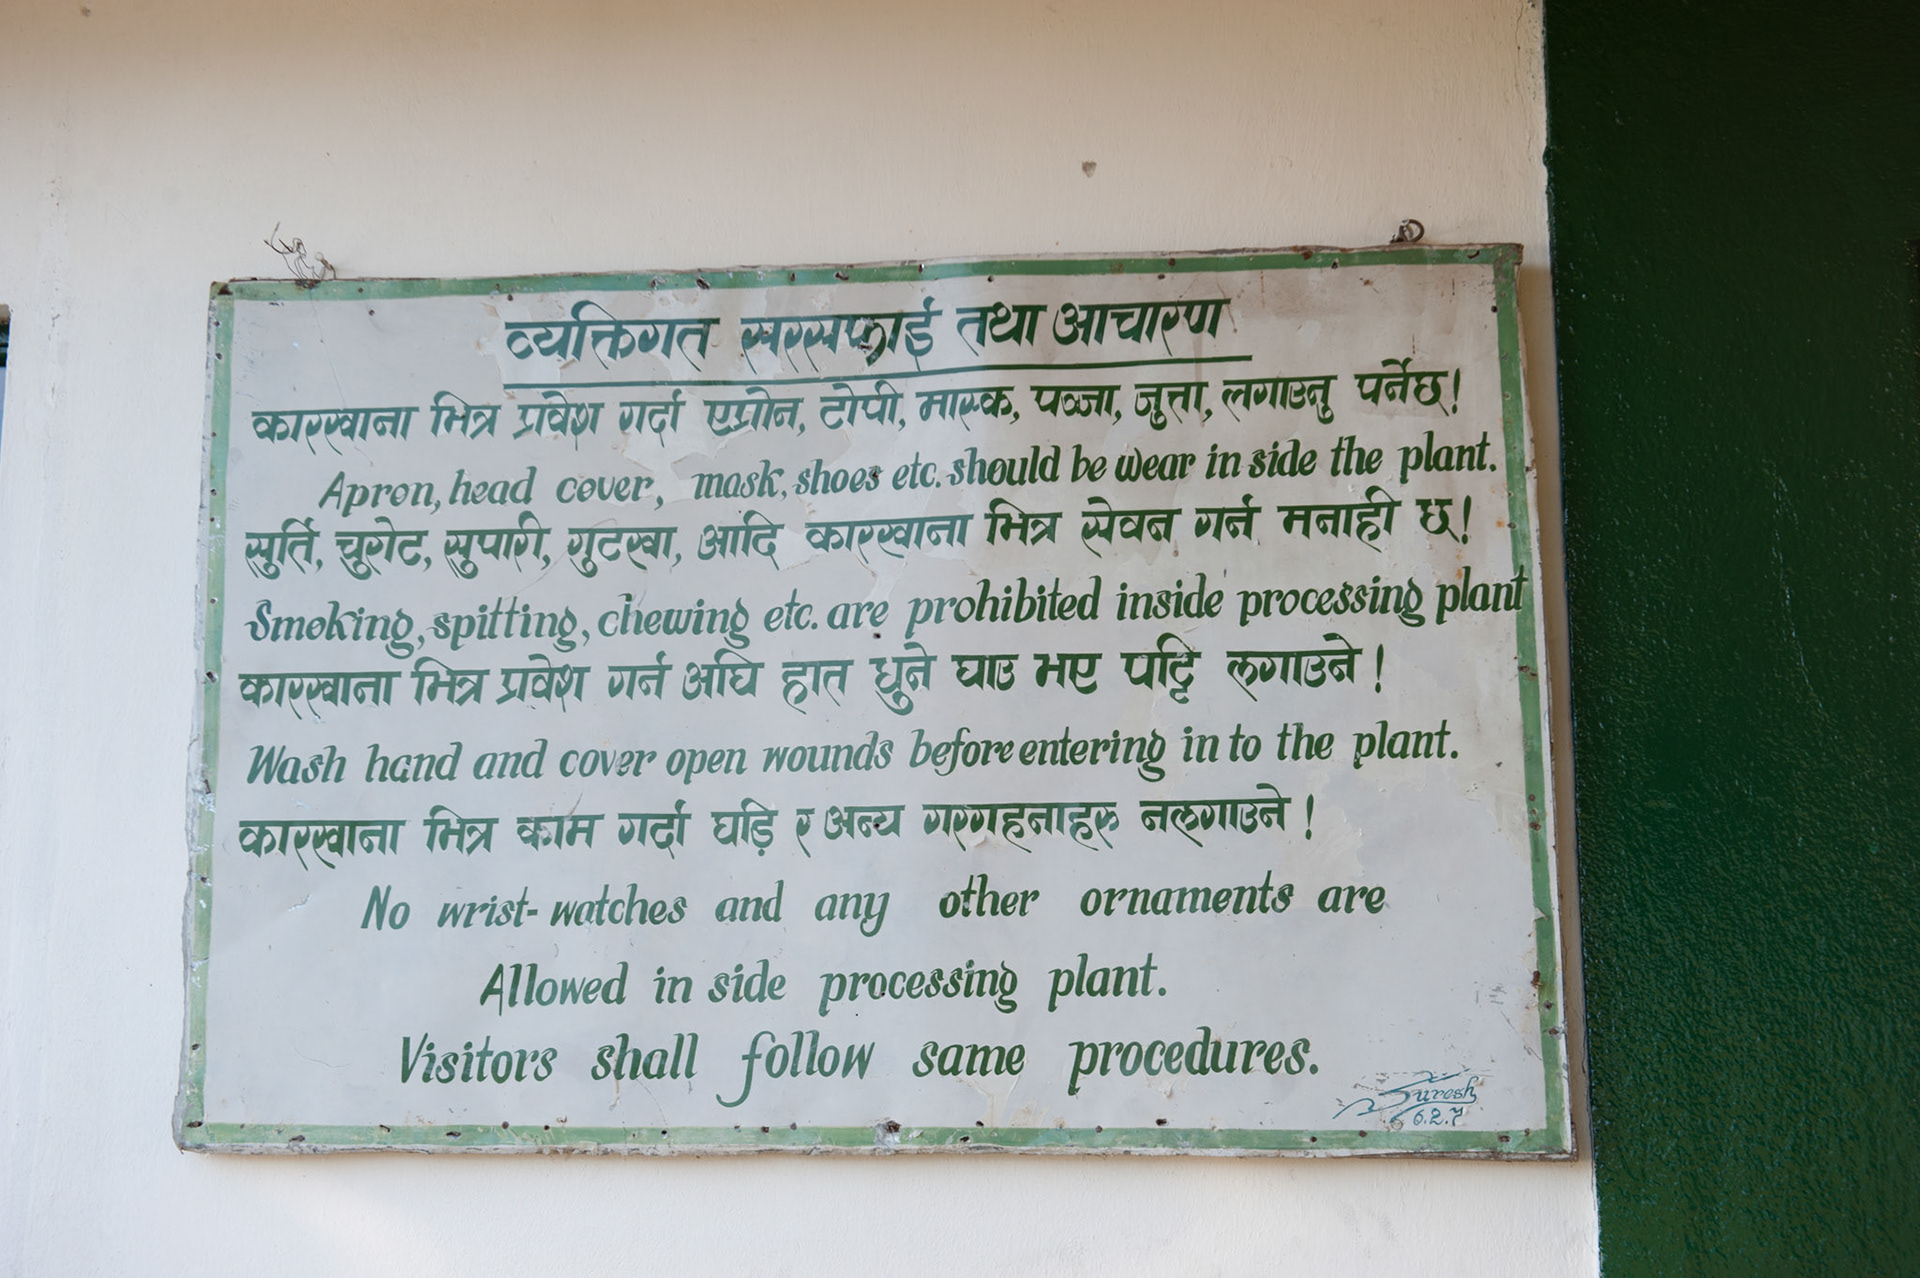 व्यक्तिगत सरसफाई तथा आचारण
कारखाना भित्र प्रवेश गर्दा एप्रोन, टोपी, मास्क, पञ्जा, जुत्ता, लगाउनु पर्नेछ!
Apron, head cover, mask, shoes etc. should be wear in side the plant.
सुर्ति, चुरोट, सुपारी, गुटखा, आदि कारखाना भित्र सेवन गर्न मनाही छ!
Smoking, spitting, chewing etc. are prohibited inside processing plant
कारखाना भित्र प्रवेश गर्न अघि हात धुने घाउ भए पट्टि लगाउने!
Wash hand and cover open wounds before entering in to the plant.
कारखाना भित्र काम गर्दा घड़ि र अन्य गरगहनाहरु नलगाउने!
No wrist-watches and any other ornaments are
Allowed in side processing plant.
Visitors shall follow same procedures.
Suresh
6.2.7